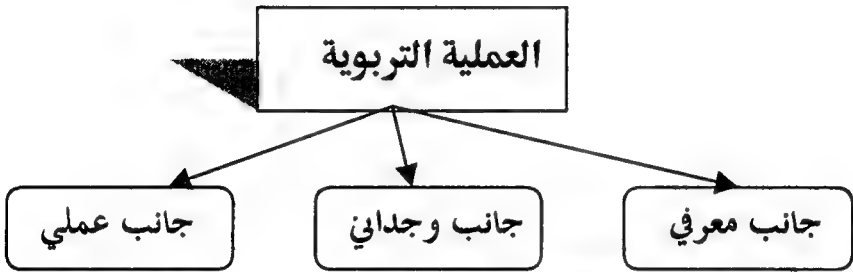 العملية التربوية
جانب معرفي
جانب وجداني
جانب عملي